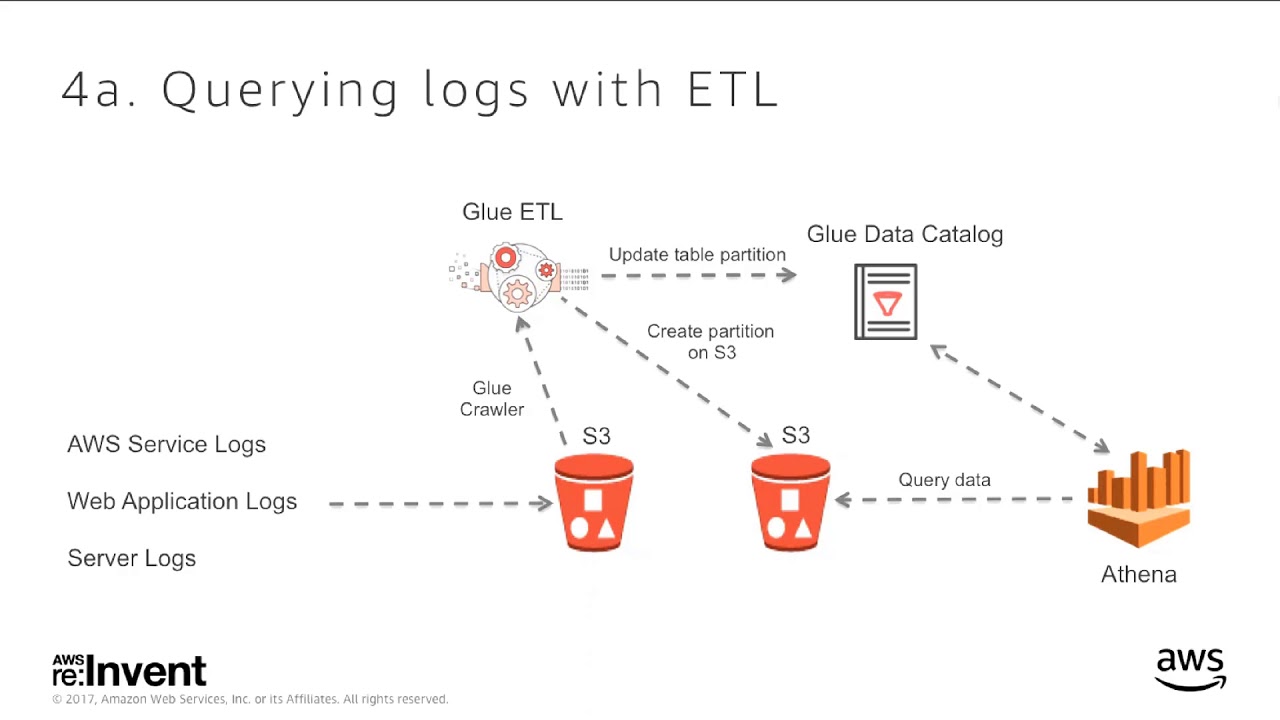 4a. Querying logs with ETL
Glue ETL
Glue Data Catalog
Update table partition
Create partition
on S3
Glue
Crawler
S3
S3
AWS Service Logs
Web Application Logs
Server Logs
Query data
Athena
AWS
re:Invent
© 2017, Amazon Web Services, Inc. or its Affiliates. All rights reserved.
aws